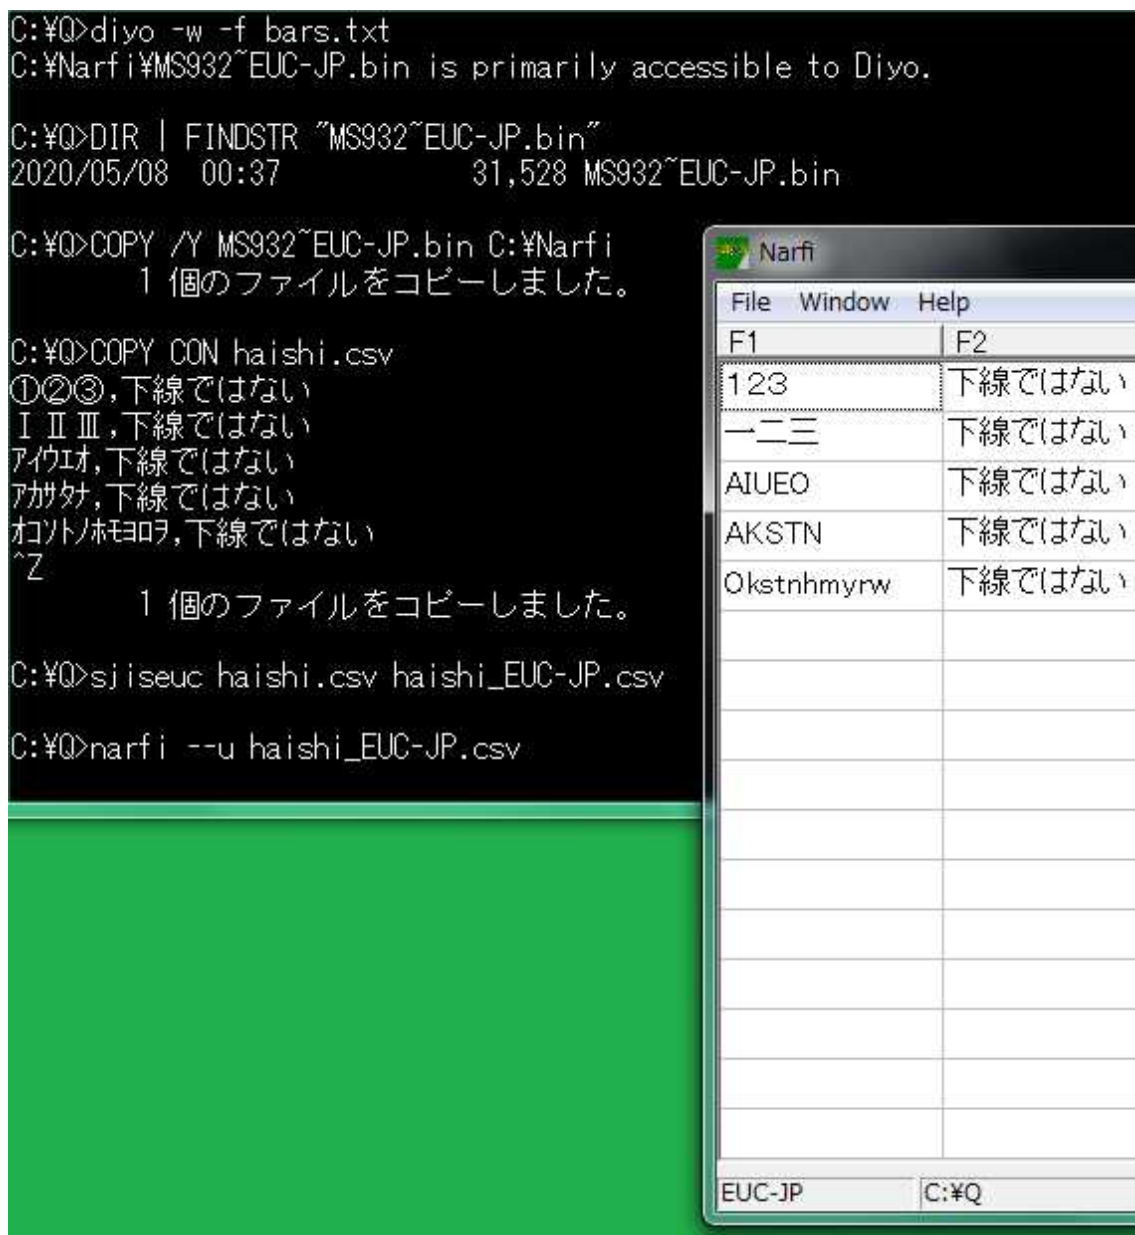 C:¥Q>diyo -w -f bars.txt
C:¥Narfi¥MS932~EUC-JP.bin is primarily accessible to Diyo.
C:¥Q>DIR | FINDSTR "MS932~EUC-JP.bin"
2020/05/08 00:37 31,528 MS932~EUC-JP.bin
C:¥Q>COPY /Y MS932~EUC-JP.bin C:¥Narfi
1 個のファイルをコピーしました。
C:¥Q>COPY CON haishi.csv
①②③,下線ではない
ⅠⅡⅢ,下線ではない
アイウエオ,下線ではない
アカサタナ,下線ではない
オコソトノホモヨロヲ,下線ではない
^Z
1 個のファイルをコピーしました。
C:¥Q>sjiseuc haishi.csv haishi_EUC-JP.csv
C:¥Q>narfi --u haishi_EUC-JP.csv
Narfi
File Window Help
F1 F2
１２３ 下線ではない
一二三 下線ではない
AIUEO 下線ではない
AKSTN 下線ではない
Okstnhmyrw 下線ではない
EUC-JP C:¥Q